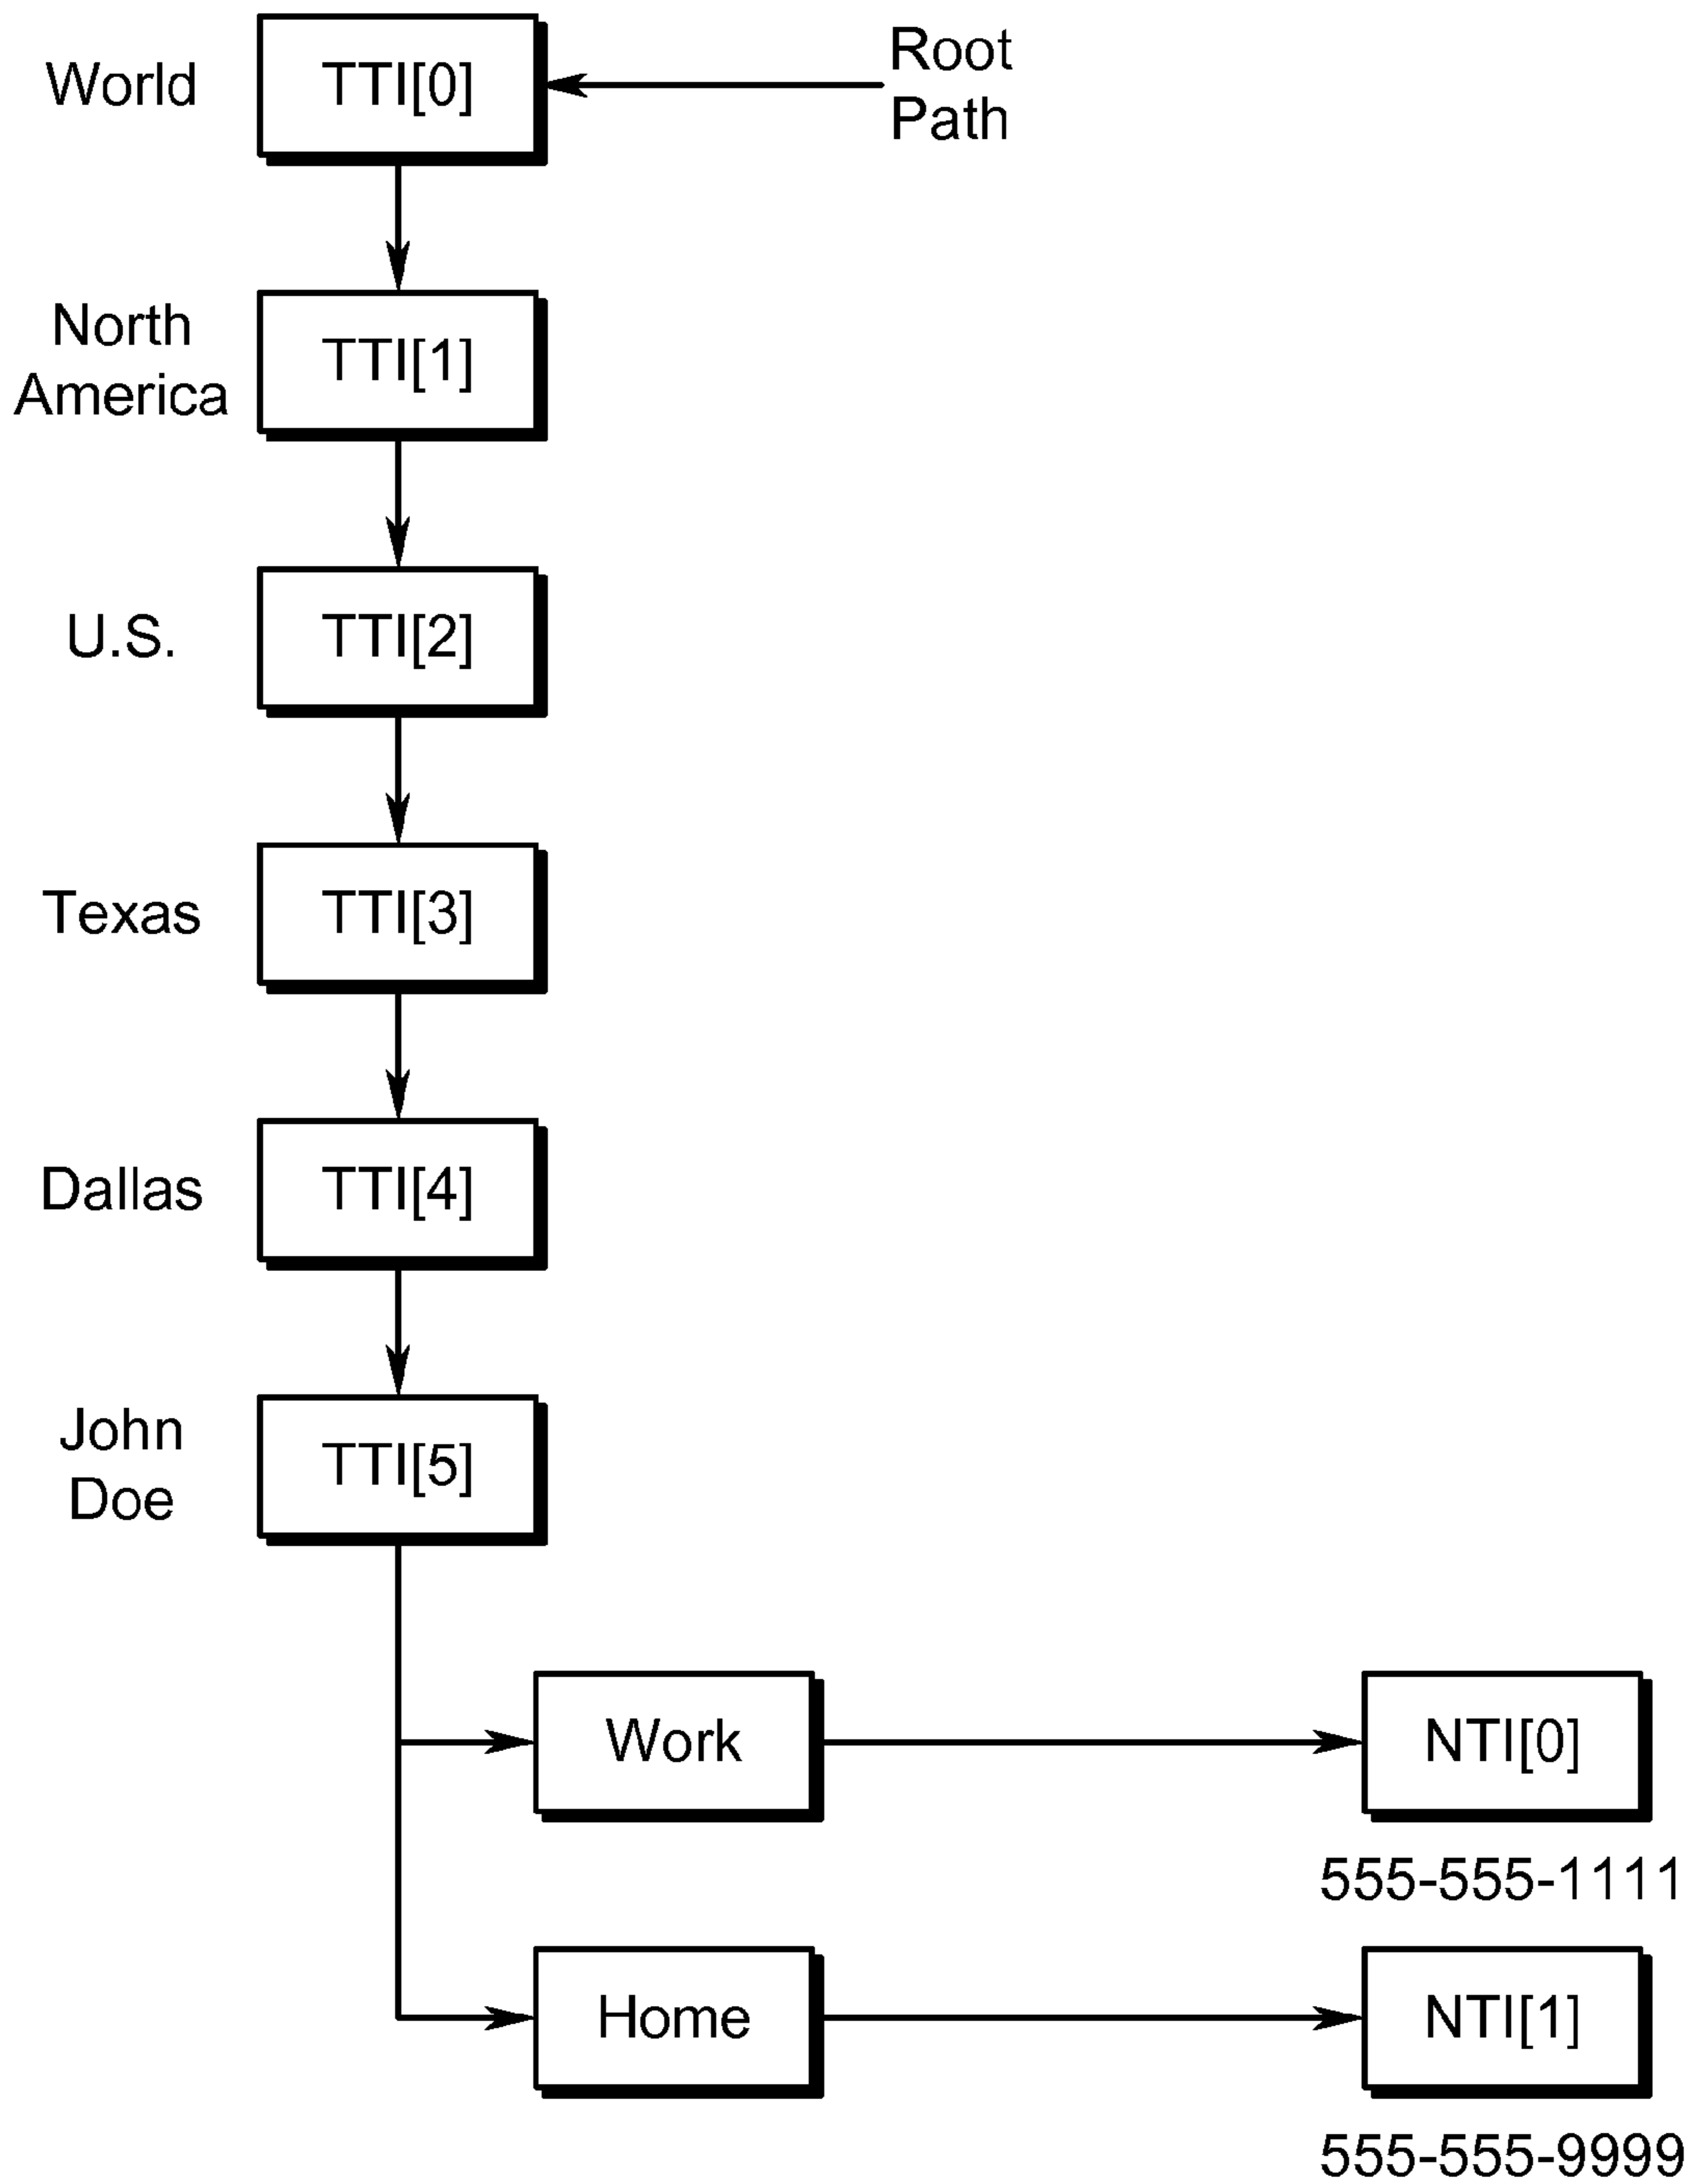 World
TTI[0]
Root
Path
North
America
TTI[1]
U.S.
TTI[2]
Texas
TTI[3]
Dallas
TTI[4]
John
Doe
TTI[5]
Work
NTI[0]
555-555-1111
Home
NTI[1]
555-555-9999